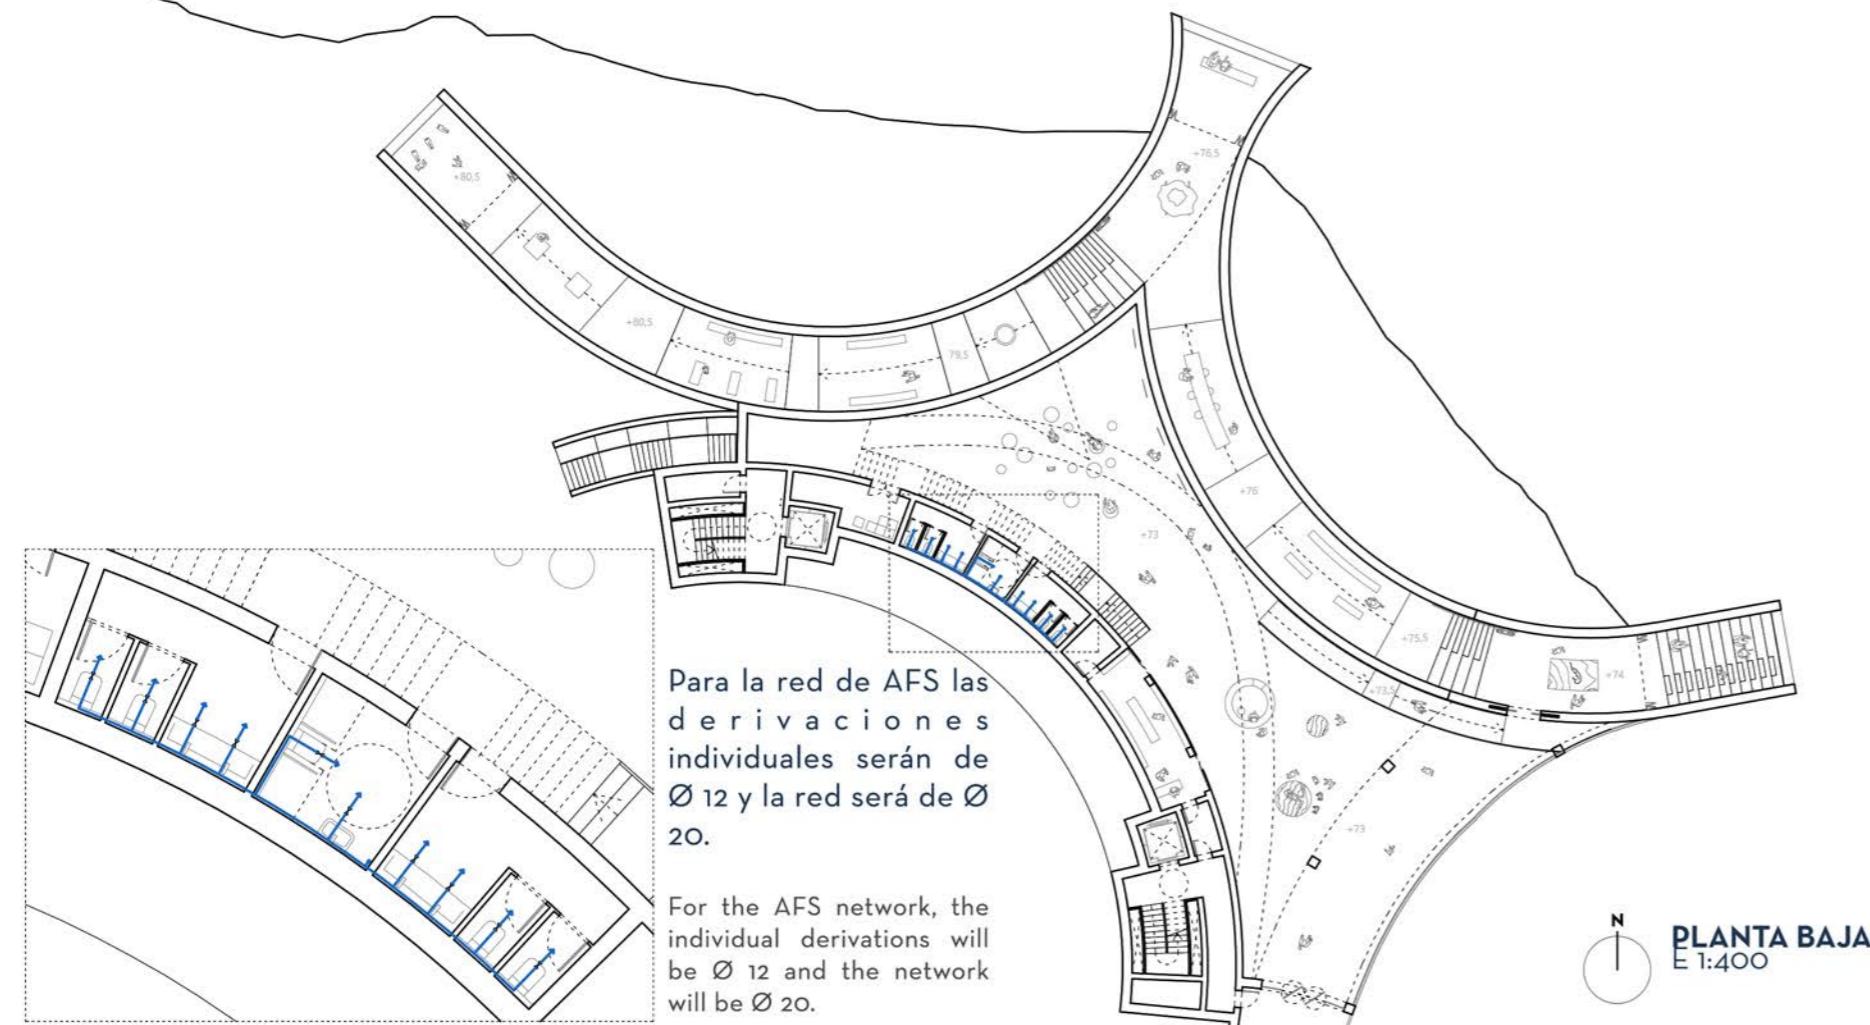 +76,5
+80,5
+80,5
79,5
+76
+73
+75,5
+74
+73,5
+73
Para la red de AFS las
derivaciones
individuales serán de
Ø 12 y la red será de Ø
20.
For the AFS network, the
individual derivations will
be Ø 12 and the network
will be Ø 20.
N
PLANTA BAJA
E 1:400